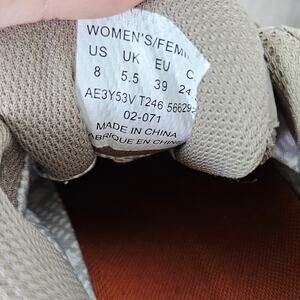 WOMEN'S/FEM
US UK EU C
8 5.5 39 24
AE3Y53V T246 56629
02-071
MADE IN CHINA
ABRIQUE EN CHINE